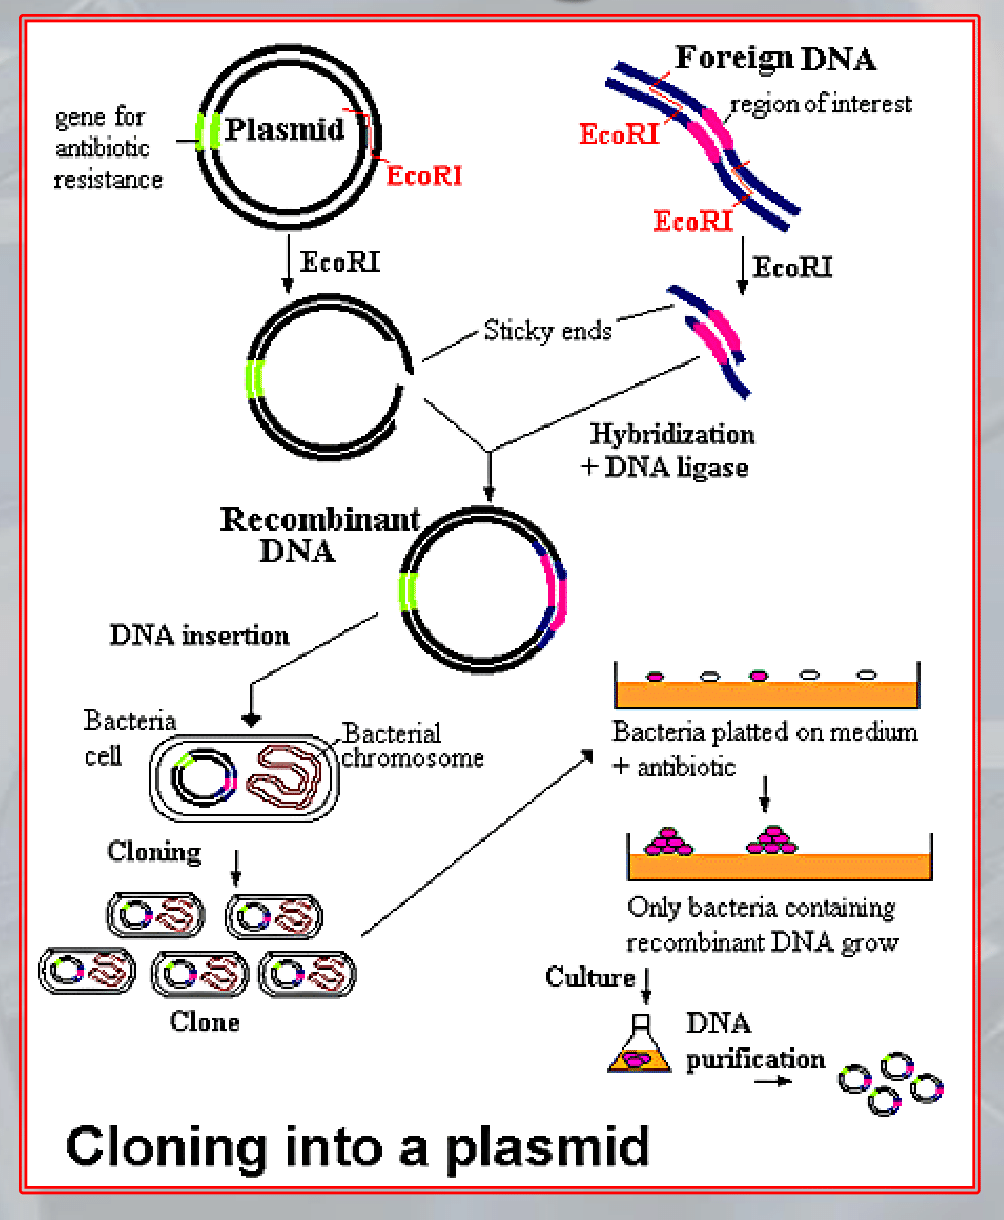 Foreign DNA
region of interest
gene for
antibiotic
resistance
Plasmid
EcoRI
EcoRI
EcoRI
EcoRI
EcoRI
Sticky ends
Hybridization
+ DNA ligase
Recombinant
DNA
DNA insertion
Bacteria
cell
Bacterial
chromosome
Bacteria platted on medium
+ antibiotic
Cloning
Clone
Only bacteria containing
recombinant DNA grow
Culture
DNA
purification
Cloning into a plasmid